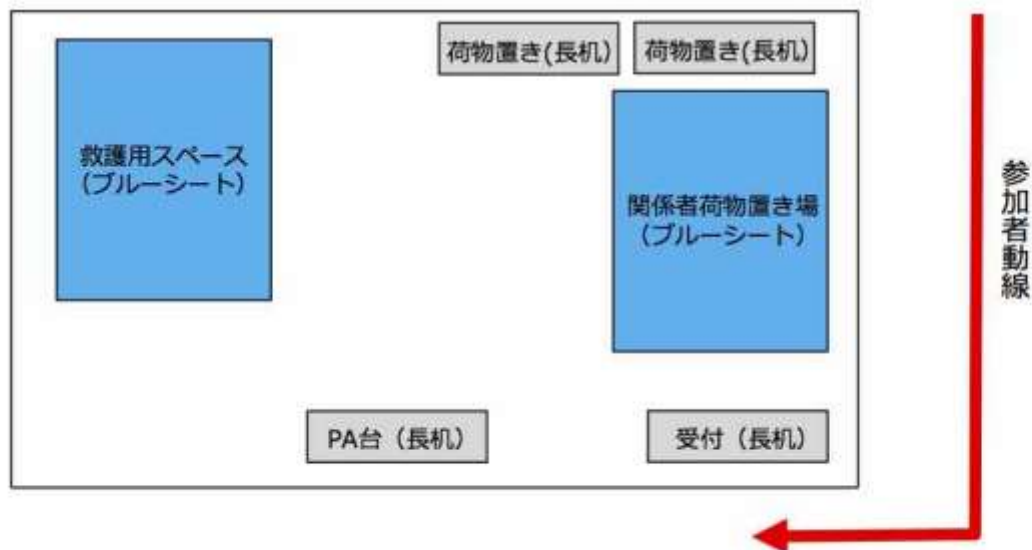 荷物置き(長机)
荷物置き(長机)
救護用スペース
(ブルーシート)
関係者荷物置き場
(ブルーシート)
参加者動線
PA台(長机)
受付(長机)